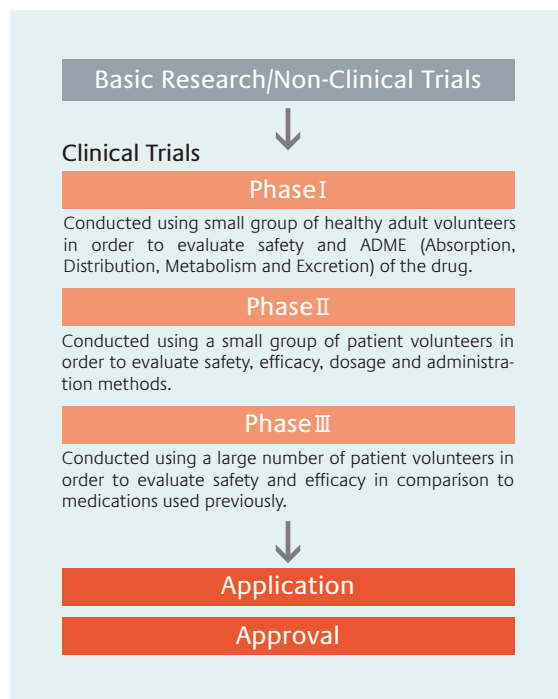 Basic Research/Non-Clinical Trials
Clinical Trials
Phase Ⅰ
Conducted using small group of healthy adult volunteers
in order to evaluate safety and ADME (Absorption,
Distribution, Metabolism and Excretion) of the drug.
Phase Ⅱ
Conducted using a small group of patient volunteers in
order to evaluate safety, efficacy, dosage and administra-
tion methods.
Phase Ⅲ
Conducted using a large number of patient volunteers in
order to evaluate safety and efficacy in comparison to
medications used previously.
Application
Approval